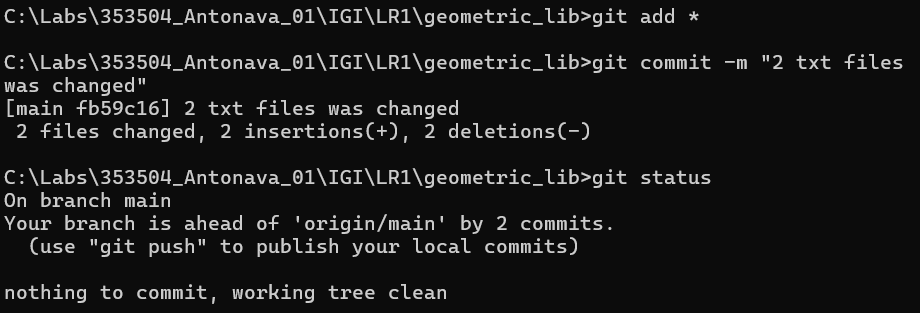 C:\Labs\353504_Antonava_01\IGI\LR1\geometric_lib>git add *
C:\Labs\353504_Antonava_01\IGI\LR1\geometric_lib>git commit -m "2 txt files
was changed"
[main fb59c16] 2 txt files was changed
 2 files changed, 2 insertions(+), 2 deletions(-)
C:\Labs\353504_Antonava_01\IGI\LR1\geometric_lib>git status
On branch main
Your branch is ahead of 'origin/main' by 2 commits.
  (use "git push" to publish your local commits)
nothing to commit, working tree clean